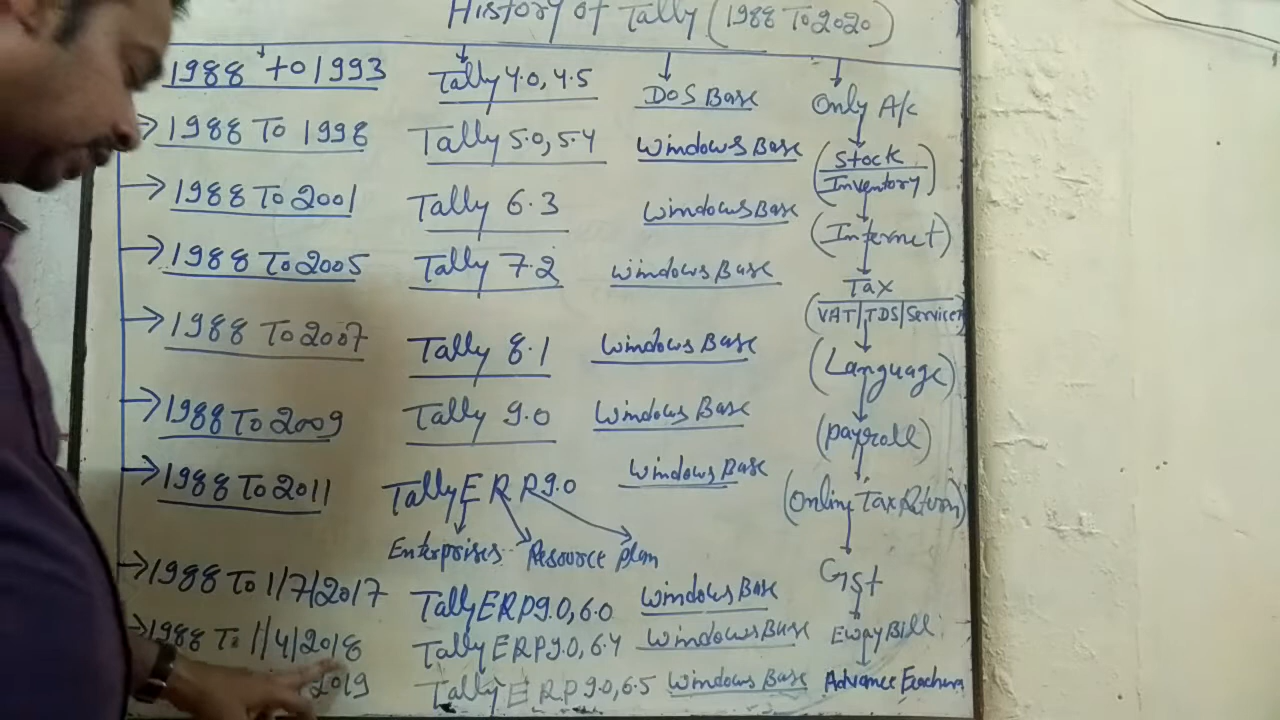 History of Tally (1988 To 2020)
1988 to 1993 Tally 4.0, 4.5 DOS Base Only A/c
1988 To 1998 Tally 5.0, 5.4 Windows Base (Stock
Inventory)
1988 To 2001 Tally 6.3 Windows Base (Internet)
1988 To 2005 Tally 7.2 Windows Base Tax
(VAT/TDS/Service)
1988 To 2007 Tally 8.1 Windows Base (Language)
1988 To 2009 Tally 9.0 Windows Base (Payroll)
1988 To 2011 Tally ERP 9.0 Windows Base (Online Tax Return)
Enterprises Resource Plan
1988 To 1/7/2017 Tally ERP 9.0, 6.0 Windows Base Gst
1988 To 1/4/2018 Tally ERP 9.0, 6.4 Windows Base Eway Bill
2019 Tally ERP 9.0, 6.5 Windows Base Advance